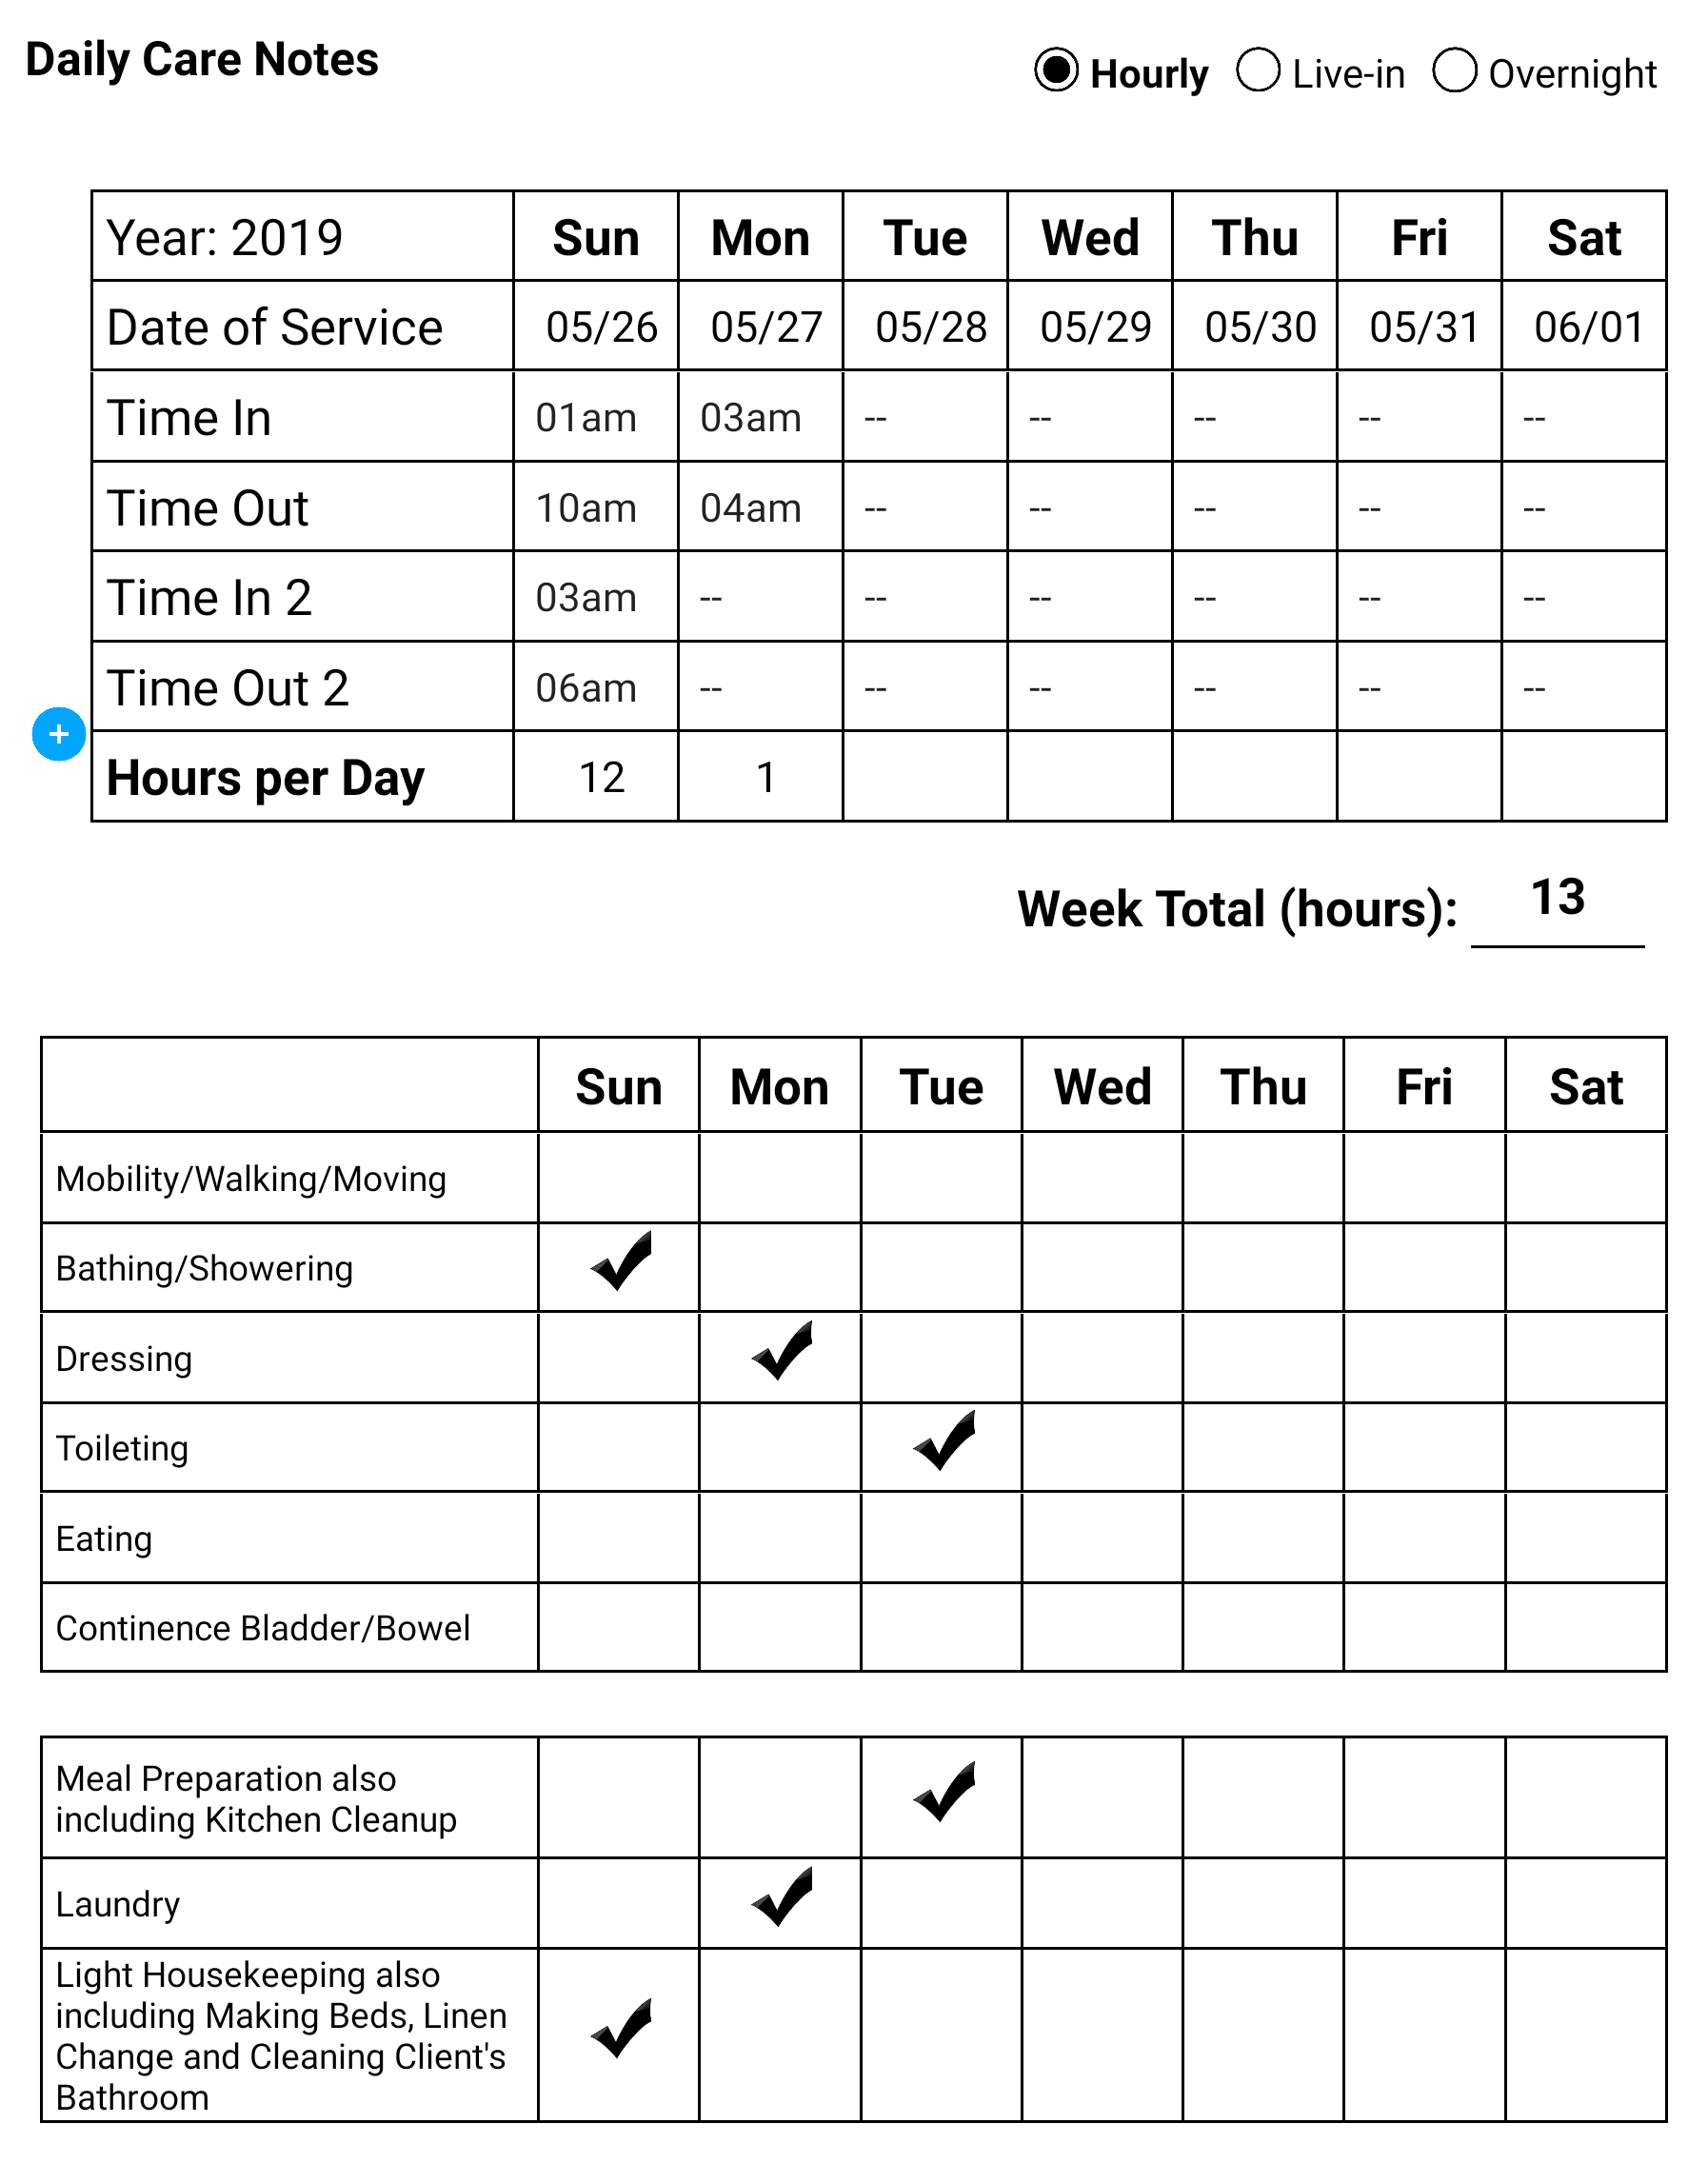 Daily Care Notes
Hourly Live-in Overnight
Year: 2019 Sun Mon Tue Wed Thu Fri Sat
Date of Service 05/26 05/27 05/28 05/29 05/30 05/31 06/01
Time In 01am 03am -- -- -- -- --
Time Out 10am 04am -- -- -- -- --
Time In 2 03am -- -- -- -- -- --
Time Out 2 06am -- -- -- -- -- --
+
Hours per Day 12 1
Week Total (hours): 13
Sun Mon Tue Wed Thu Fri Sat
Mobility/Walking/Moving
Bathing/Showering
Dressing
Toileting
Eating
Continence Bladder/Bowel
Meal Preparation also
including Kitchen Cleanup
Laundry
Light Housekeeping also
including Making Beds, Linen
Change and Cleaning Client's
Bathroom